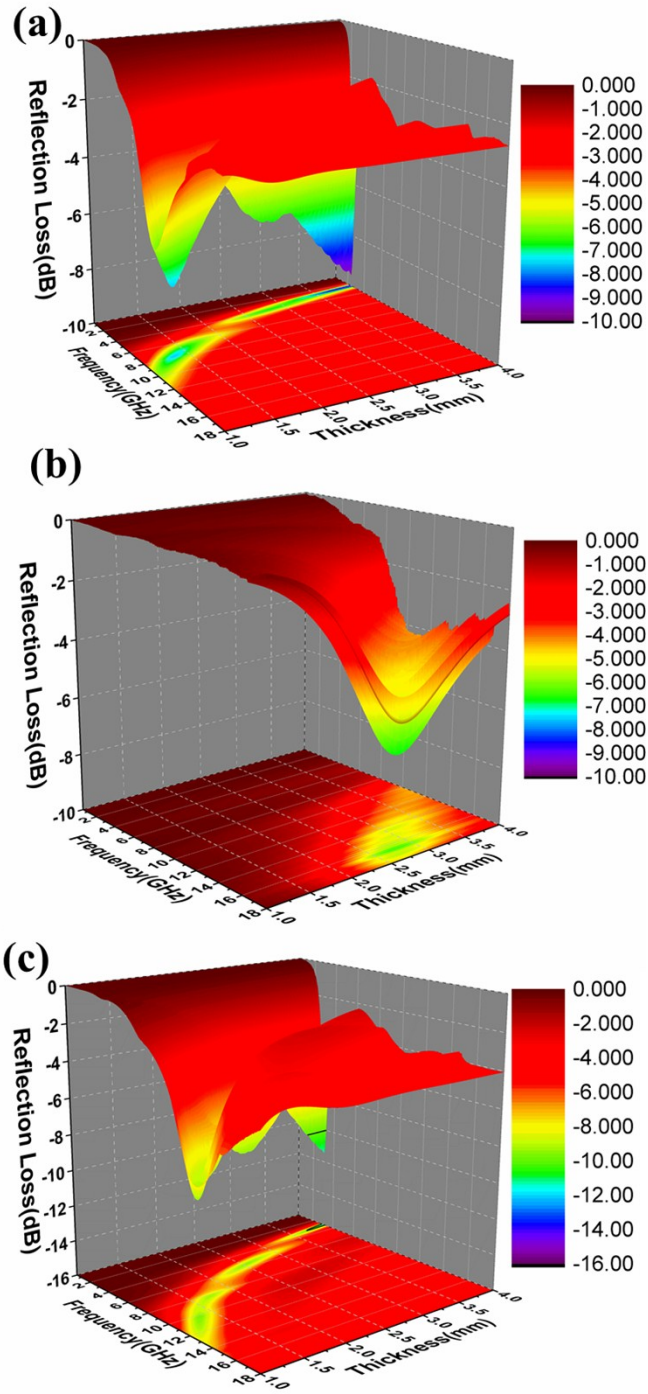 (a)
0
-2
-4
-6
-8
-10
Reflection Loss(dB)
2 4 6 8 10 12 14 16 18
Frequency(GHz)
1.0 1.5 2.0 2.5 3.0 3.5 4.0
Thickness(mm)
0.000
-1.000
-2.000
-3.000
-4.000
-5.000
-6.000
-7.000
-8.000
-9.000
-10.00
(b)
0
-2
-4
-6
-8
-10
Reflection Loss(dB)
2 4 6 8 10 12 14 16 18
Frequency(GHz)
1.0 1.5 2.0 2.5 3.0 3.5 4.0
Thickness(mm)
0.000
-1.000
-2.000
-3.000
-4.000
-5.000
-6.000
-7.000
-8.000
-9.000
-10.00
(c)
0
-2
-4
-6
-8
-10
-12
-14
-16
Reflection Loss(dB)
2 4 6 8 10 12 14 16 18
Frequency(GHz)
1.0 1.5 2.0 2.5 3.0 3.5 4.0
Thickness(mm)
0.000
-2.000
-4.000
-6.000
-8.000
-10.00
-12.00
-14.00
-16.00